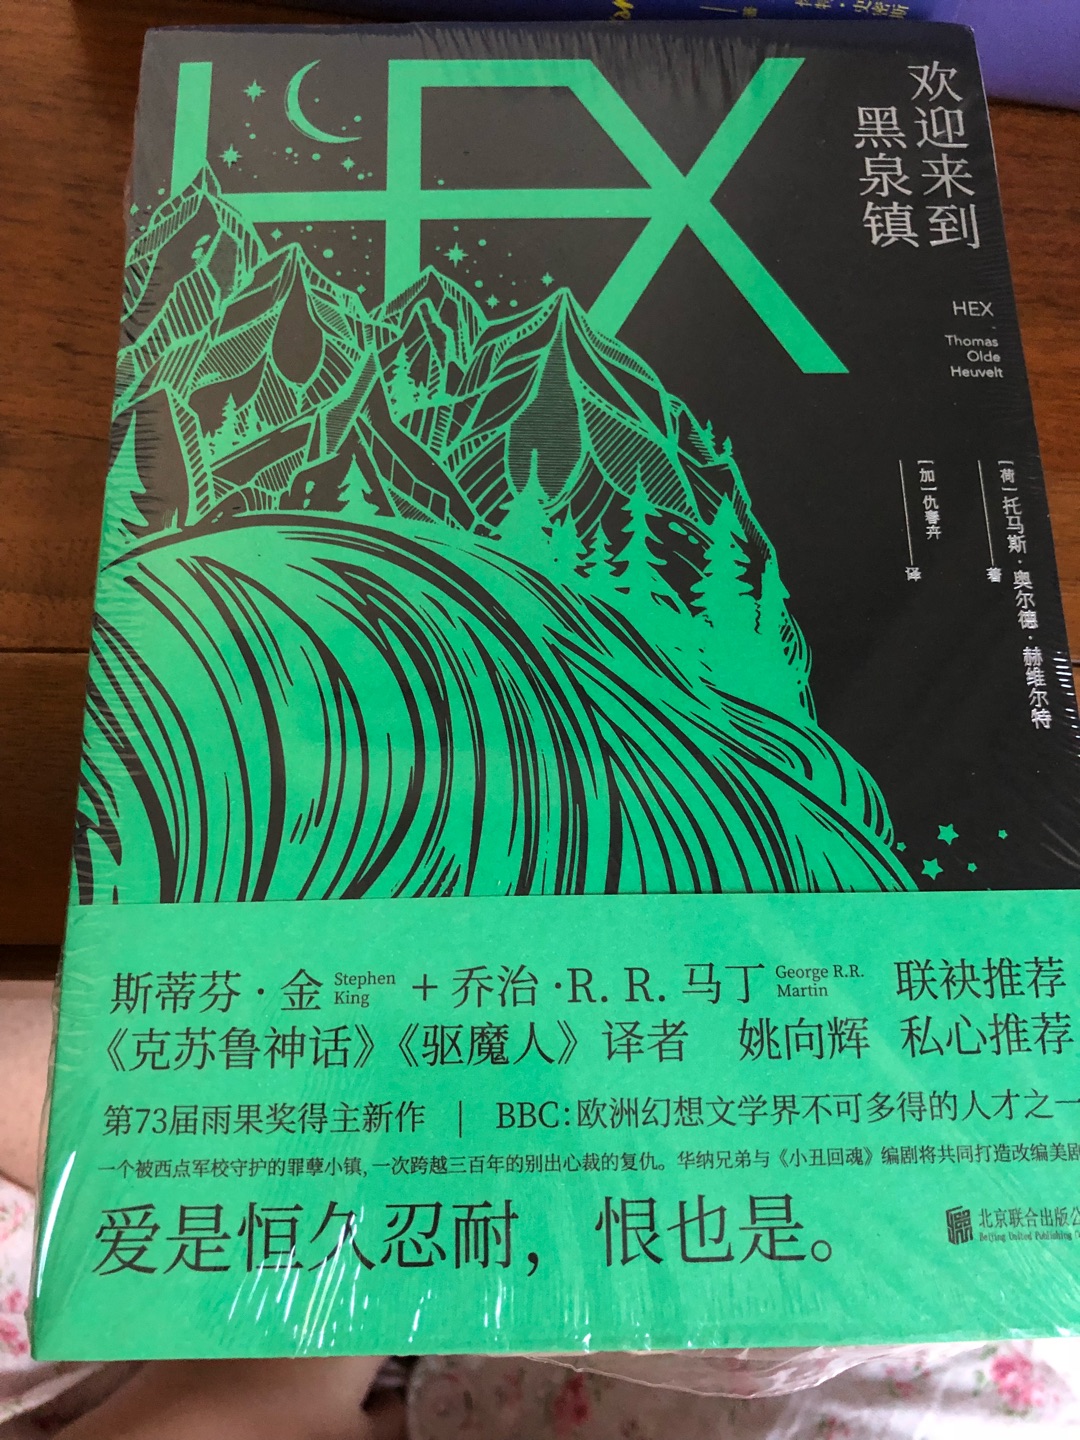 HEX
欢迎来到
黑泉镇
HEX
Thomas
Olde
Heuvelt
[荷]托马斯·奥尔德·赫维尔特
著
[加]仇春卉
译
斯蒂芬·金 Stephen King + 乔治·R. R. 马丁 George R.R. Martin 联袂推荐
《克苏鲁神话》《驱魔人》译者 姚向辉 私心推荐
第73届雨果奖得主新作 | BBC:欧洲幻想文学界不可多得的人才之一
一个被西点军校守护的罪孽小镇,一次跨越三百年的别出心裁的复仇。华纳兄弟与《小丑回魂》编剧将共同打造改编美剧
爱是恒久忍耐,恨也是。
北京联合出版公
Beijing United Publishing